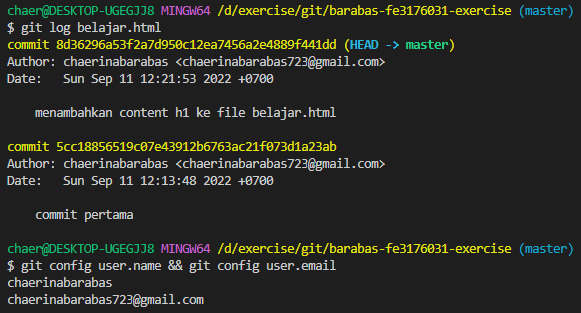 chaer@DESKTOP-UGEGJJ8 MINGW64 /d/exercise/git/barabas-fe3176031-exercise (master)
$ git log belajar.html
commit 8d36296a53f2a7d950c12ea7456a2e4889f441dd (HEAD -> master)
Author: chaerinabarabas <chaerinabarabas723@gmail.com>
Date:   Sun Sep 11 12:21:53 2022 +0700
    menambahkan content h1 ke file belajar.html
commit 5cc18856519c07e43912b6763ac21f073d1a23ab
Author: chaerinabarabas <chaerinabarabas723@gmail.com>
Date:   Sun Sep 11 12:13:48 2022 +0700
    commit pertama
chaer@DESKTOP-UGEGJJ8 MINGW64 /d/exercise/git/barabas-fe3176031-exercise (master)
$ git config user.name && git config user.email
chaerinabarabas
chaerinabarabas723@gmail.com